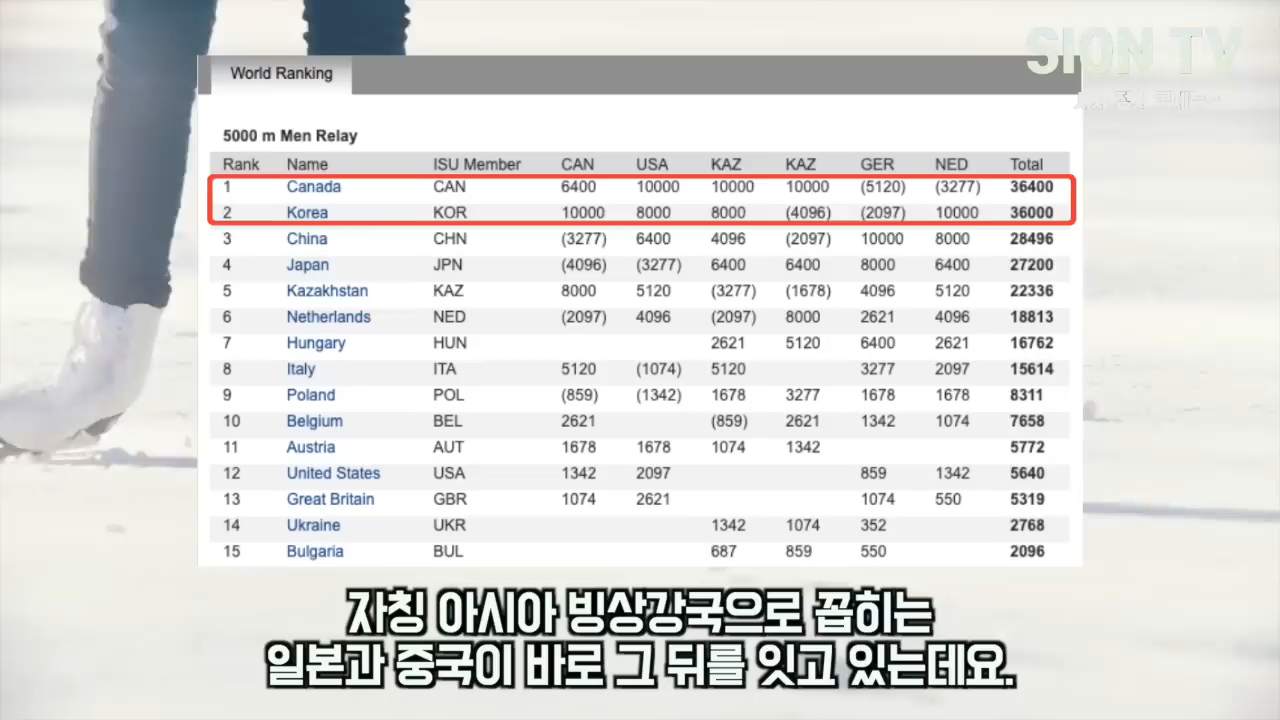 SION TV
World Ranking
5000 m Men Relay
Rank Name ISU Member CAN USA KAZ KAZ GER NED Total
1 Canada CAN 6400 10000 10000 10000 (5120) (3277) 36400
2 Korea KOR 10000 8000 8000 (4096) (2097) 10000 36000
3 China CHN (3277) 6400 4096 (2097) 10000 8000 28496
4 Japan JPN (4096) (3277) 6400 6400 8000 6400 27200
5 Kazakhstan KAZ 8000 5120 (3277) (1678) 4096 5120 22336
6 Netherlands NED (2097) 4096 (2097) 8000 2621 4096 18813
7 Hungary HUN 2621 5120 6400 2621 16762
8 Italy ITA 5120 (1074) 5120 3277 2097 15614
9 Poland POL (859) (1342) 1678 3277 1678 1678 8311
10 Belgium BEL 2621 (859) 2621 1342 1074 7658
11 Austria AUT 1678 1678 1074 1342 5772
12 United States USA 1342 2097 859 1342 5640
13 Great Britain GBR 1074 2621 1074 550 5319
14 Ukraine UKR 1342 1074 352 2768
15 Bulgaria BUL 687 859 550 2096
자칭 아시아 빙상강국으로 꼽히는
일본과 중국이 바로 그 뒤를 잇고 있는데요.